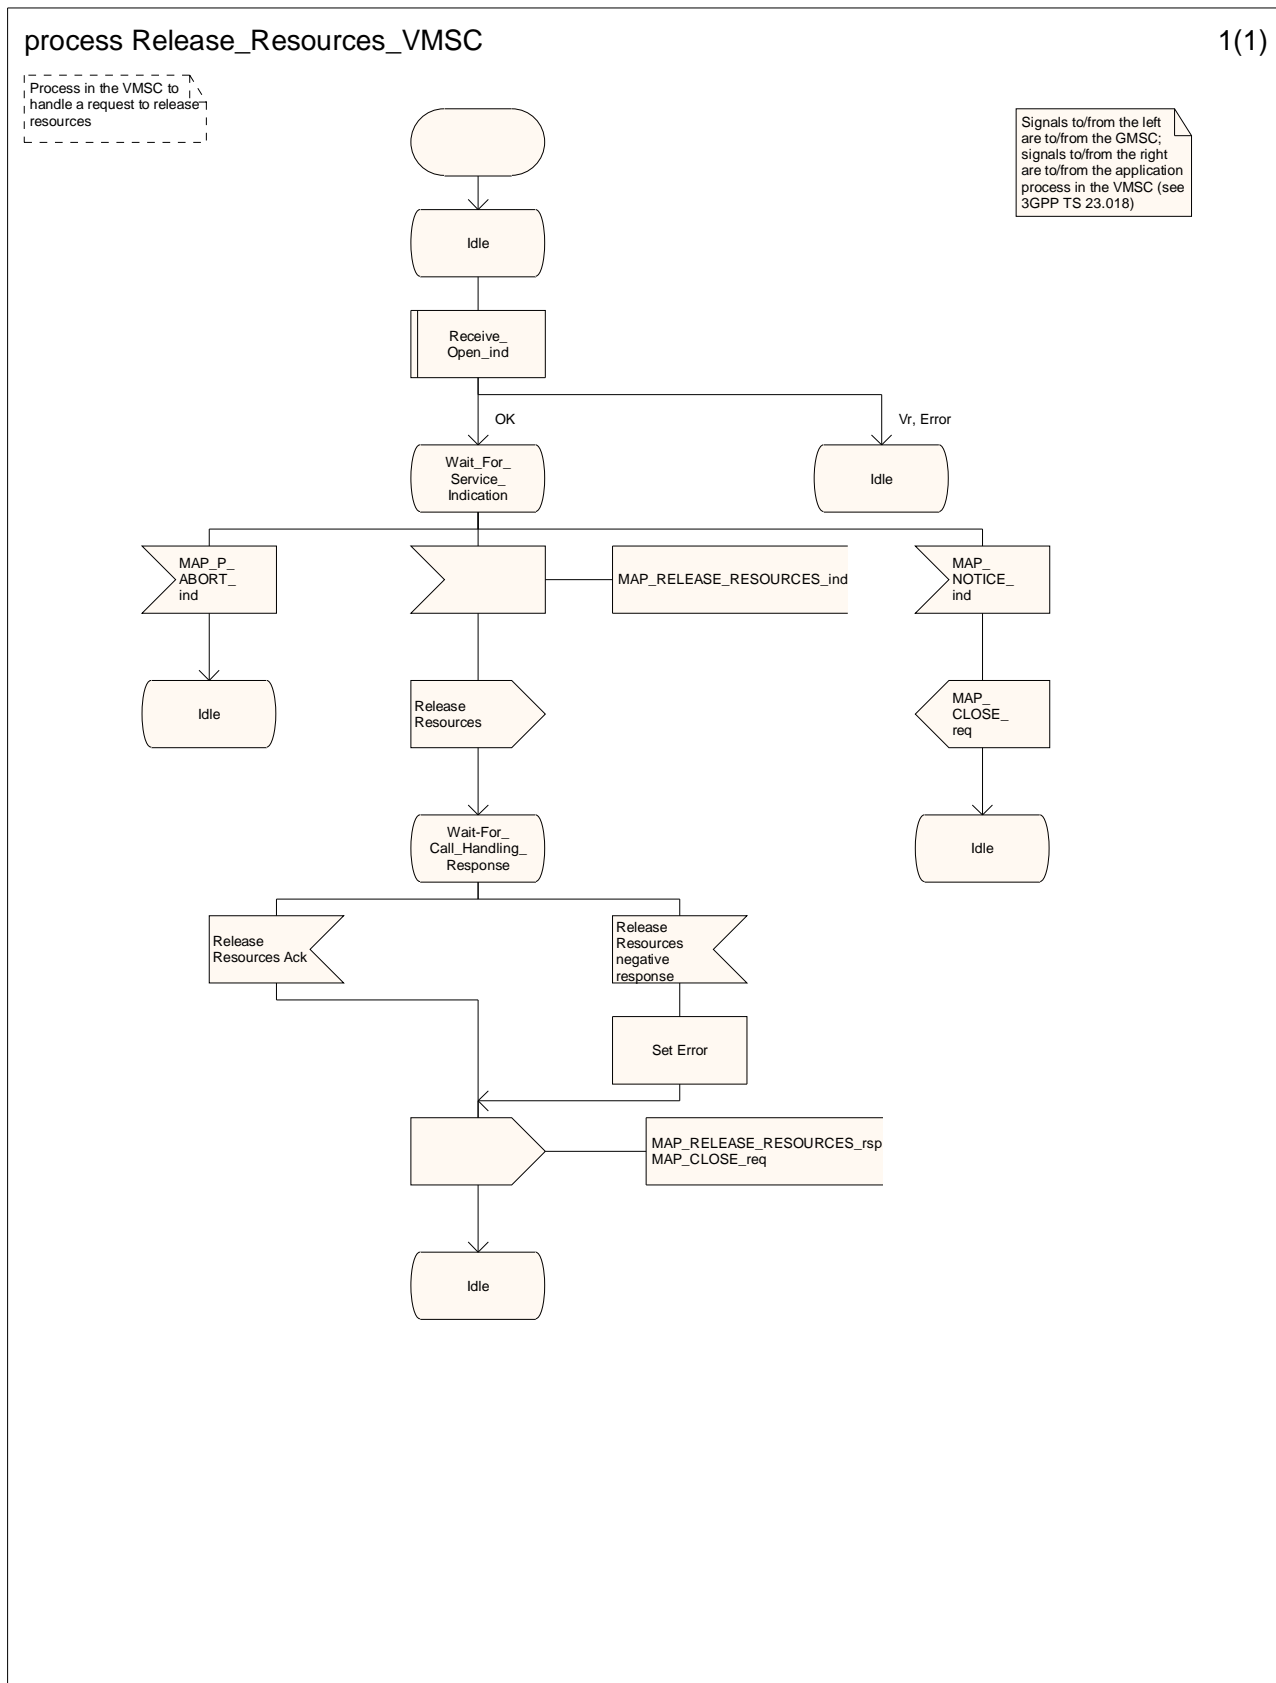 process Release_Resources_VMSC
1(1)
Process in the VMSC to
handle a request to release
resources
Signals to/from the left
are to/from the GMSC;
signals to/from the right
are to/from the application
process in the VMSC (see
3GPP TS 23.018)
Idle
Receive_
Open_ind
OK
Vr, Error
Wait_For_
Service_
Indication
Idle
MAP_P_
ABORT_
ind
MAP_RELEASE_RESOURCES_ind
MAP_
NOTICE_
ind
Idle
Release
Resources
MAP_
CLOSE_
req
Wait-For_
Call_Handling_
Response
Idle
Release
Resources Ack
Release
Resources
negative
response
Set Error
MAP_RELEASE_RESOURCES_rsp
MAP_CLOSE_req
Idle